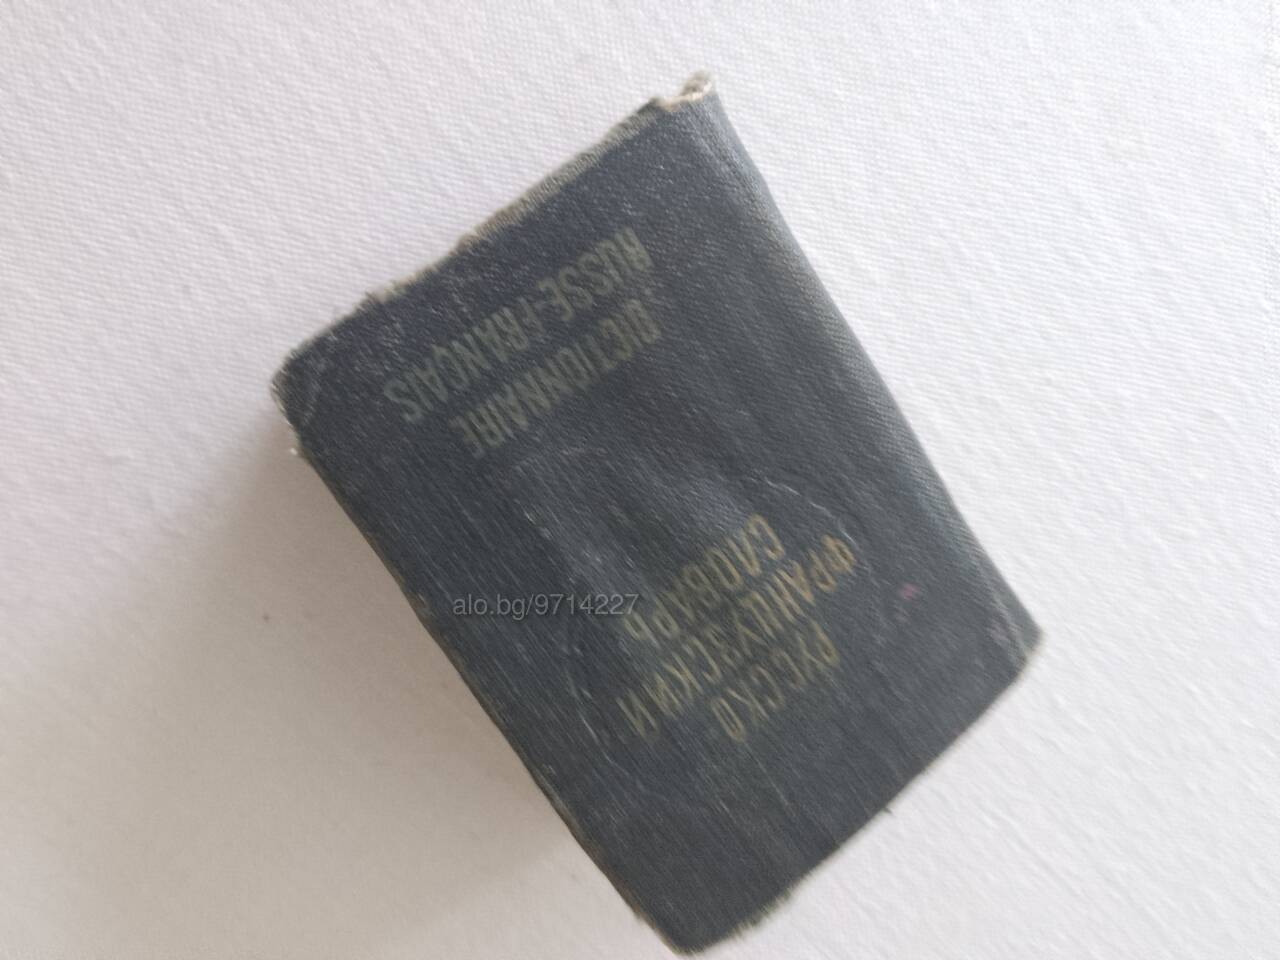 РУССКО
ФРАНЦУЗСКИЙ
СЛОВАРЬ
DICTIONNAIRE
RUSSE-FRANÇAIS
alo.bg/9714227